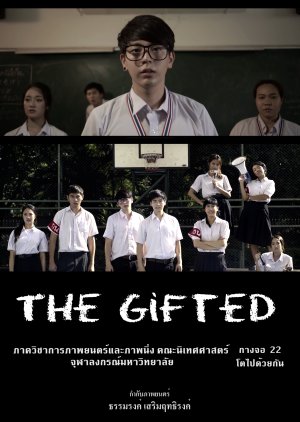 THE GiFTED
ภาควิชาการภาพยนตร์และภาพนิ่ง คณะนิเทศศาสตร์
จุฬาลงกรณ์มหาวิทยาลัย
กางจอ 22
โตไปด้วยกัน
กำกับภาพยนตร์
ธรรมรงค์ เสริมฤทธิรงค์